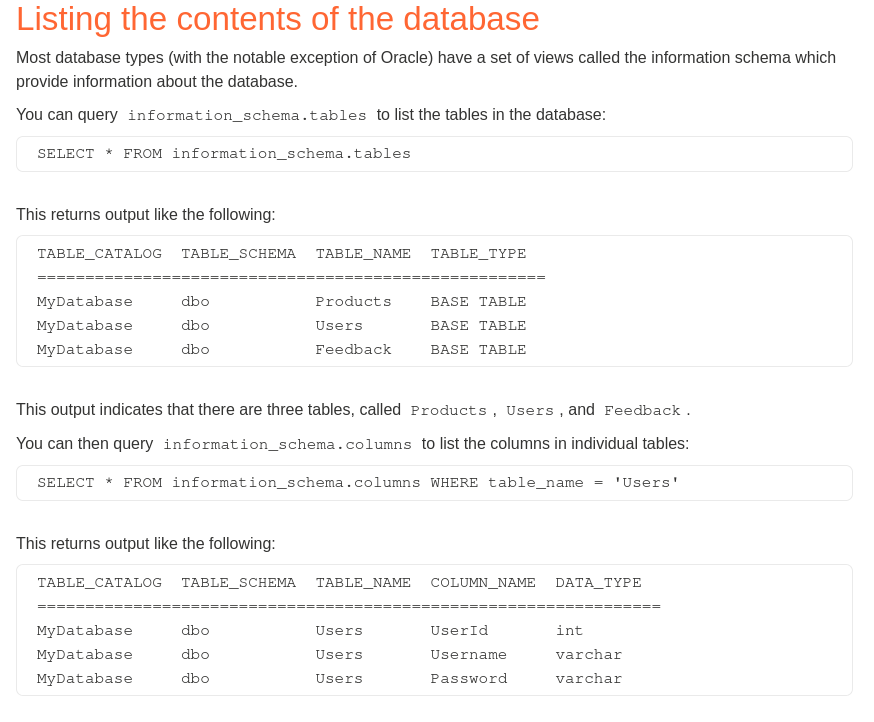 Listing the contents of the database
Most database types (with the notable exception of Oracle) have a set of views called the information schema which
provide information about the database.
You can query information_schema.tables to list the tables in the database:
SELECT * FROM information_schema.tables
This returns output like the following:
TABLE_CATALOG  TABLE_SCHEMA  TABLE_NAME  TABLE_TYPE
=====================================================
MyDatabase     dbo           Products    BASE TABLE
MyDatabase     dbo           Users       BASE TABLE
MyDatabase     dbo           Feedback    BASE TABLE
This output indicates that there are three tables, called Products, Users, and Feedback.
You can then query information_schema.columns to list the columns in individual tables:
SELECT * FROM information_schema.columns WHERE table_name = 'Users'
This returns output like the following:
TABLE_CATALOG  TABLE_SCHEMA  TABLE_NAME  COLUMN_NAME  DATA_TYPE
=================================================================
MyDatabase     dbo           Users       UserId       int
MyDatabase     dbo           Users       Username     varchar
MyDatabase     dbo           Users       Password     varchar